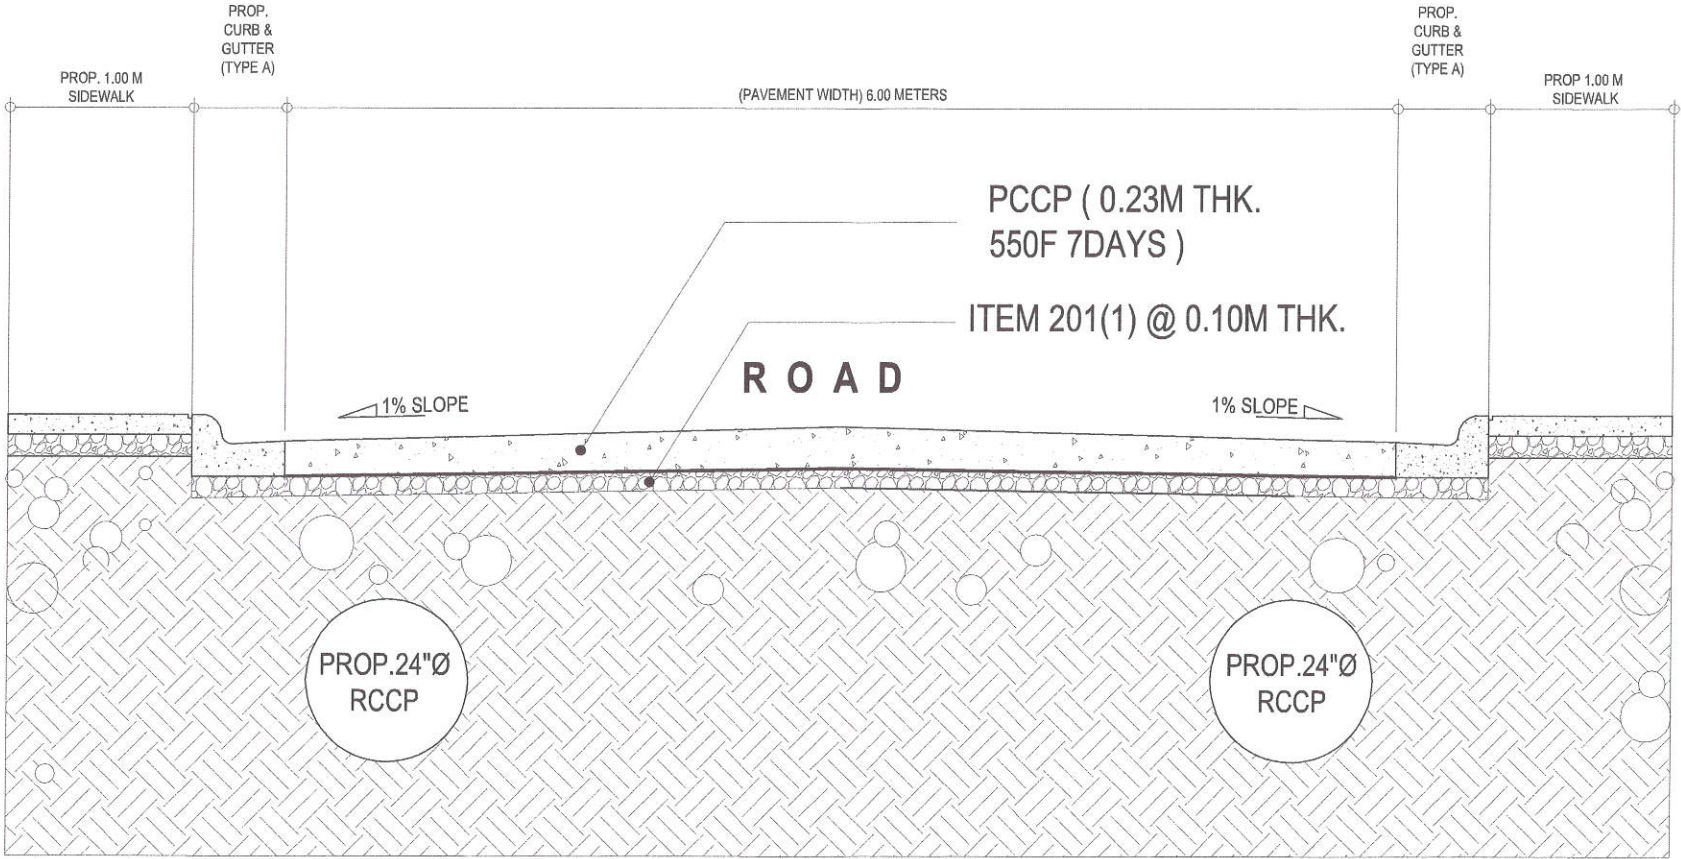 PROP.
CURB &
GUTTER
(TYPE A)
PROP.
CURB &
GUTTER
(TYPE A)
PROP. 1.00 M
SIDEWALK
(PAVEMENT WIDTH) 6.00 METERS
PROP 1.00 M
SIDEWALK
PCCP ( 0.23M THK.
550F 7DAYS )
ITEM 201(1) @ 0.10M THK.
R O A D
1% SLOPE
1% SLOPE
PROP.24"Ø
RCCP
PROP.24"Ø
RCCP